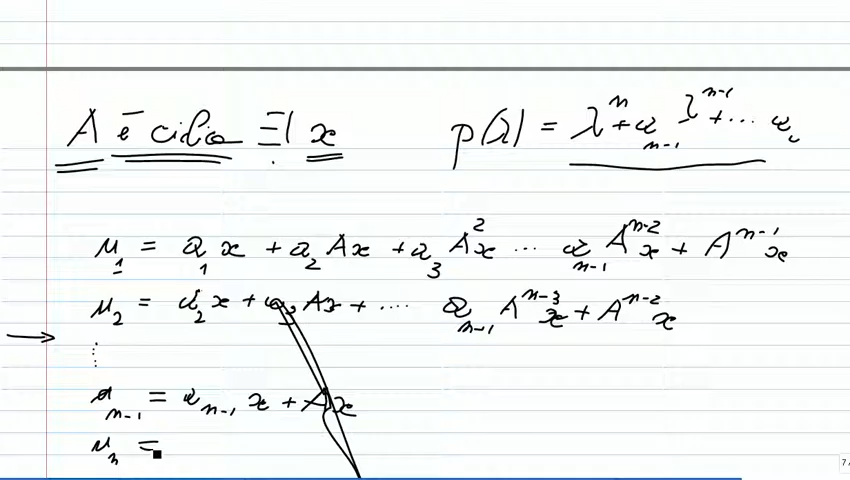 A è ciclica ∃| x   p(λ) = λ^n + a_{n-1} λ^{n-1} + ... a_0
u_1 = a_1 x + a_2 Ax + a_3 A^2 x ... a_{n-1} A^{n-2} x + A^{n-1} x
u_2 = a_2 x + a_3 Ax + .... a_{n-1} A^{n-3} x + A^{n-2} x
→ ⋮
u_{n-1} = a_{n-1} x + Ax
u_n =